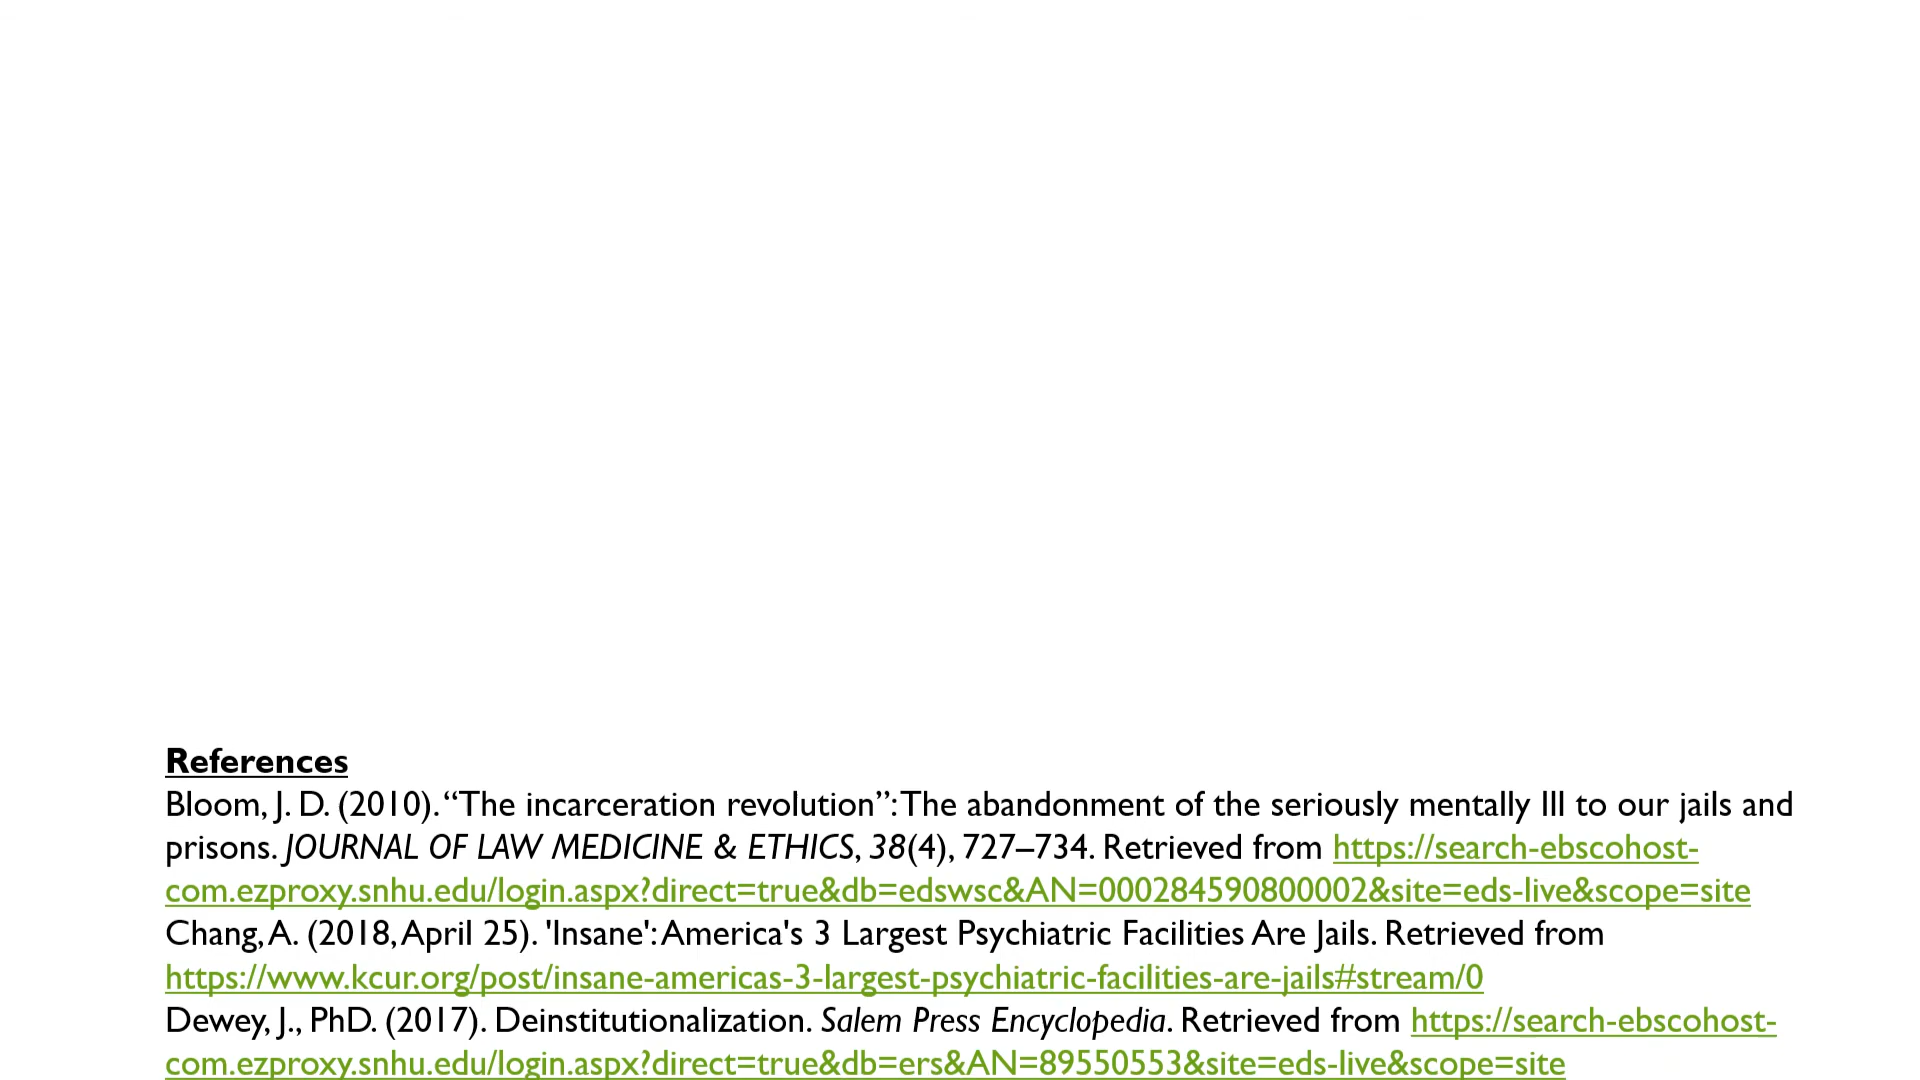 References
Bloom, J. D. (2010). “The incarceration revolution”: The abandonment of the seriously mentally Ill to our jails and
prisons. JOURNAL OF LAW MEDICINE & ETHICS, 38(4), 727–734. Retrieved from https://search-ebscohost-
com.ezproxy.snhu.edu/login.aspx?direct=true&db=edswsc&AN=000284590800002&site=eds-live&scope=site
Chang, A. (2018, April 25). 'Insane': America's 3 Largest Psychiatric Facilities Are Jails. Retrieved from
https://www.kcur.org/post/insane-americas-3-largest-psychiatric-facilities-are-jails#stream/0
Dewey, J., PhD. (2017). Deinstitutionalization. Salem Press Encyclopedia. Retrieved from https://search-ebscohost-
com.ezproxy.snhu.edu/login.aspx?direct=true&db=ers&AN=89550553&site=eds-live&scope=site